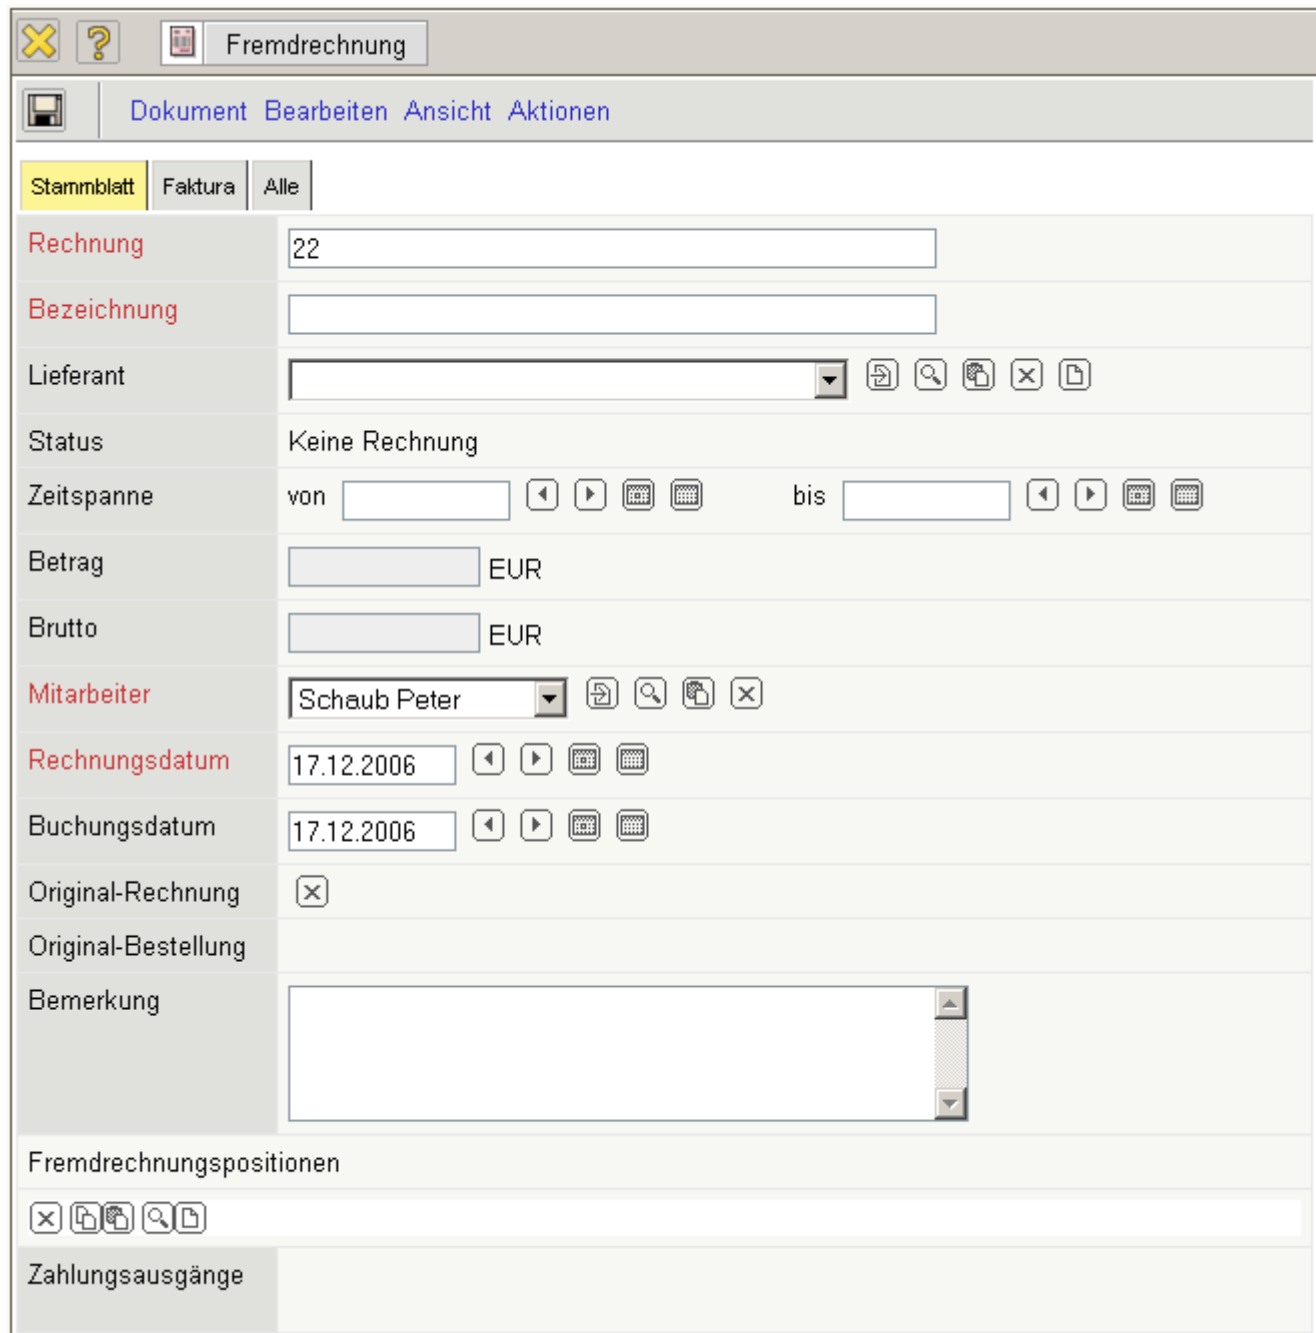 Fremdrechnung
Dokument Bearbeiten Ansicht Aktionen
Stammblatt Faktura Alle
Rechnung 22
Bezeichnung
Lieferant
Status Keine Rechnung
Zeitspanne von bis
Betrag EUR
Brutto EUR
Mitarbeiter Schaub Peter
Rechnungsdatum 17.12.2006
Buchungsdatum 17.12.2006
Original-Rechnung
Original-Bestellung
Bemerkung
Fremdrechnungspositionen
Zahlungsausgänge